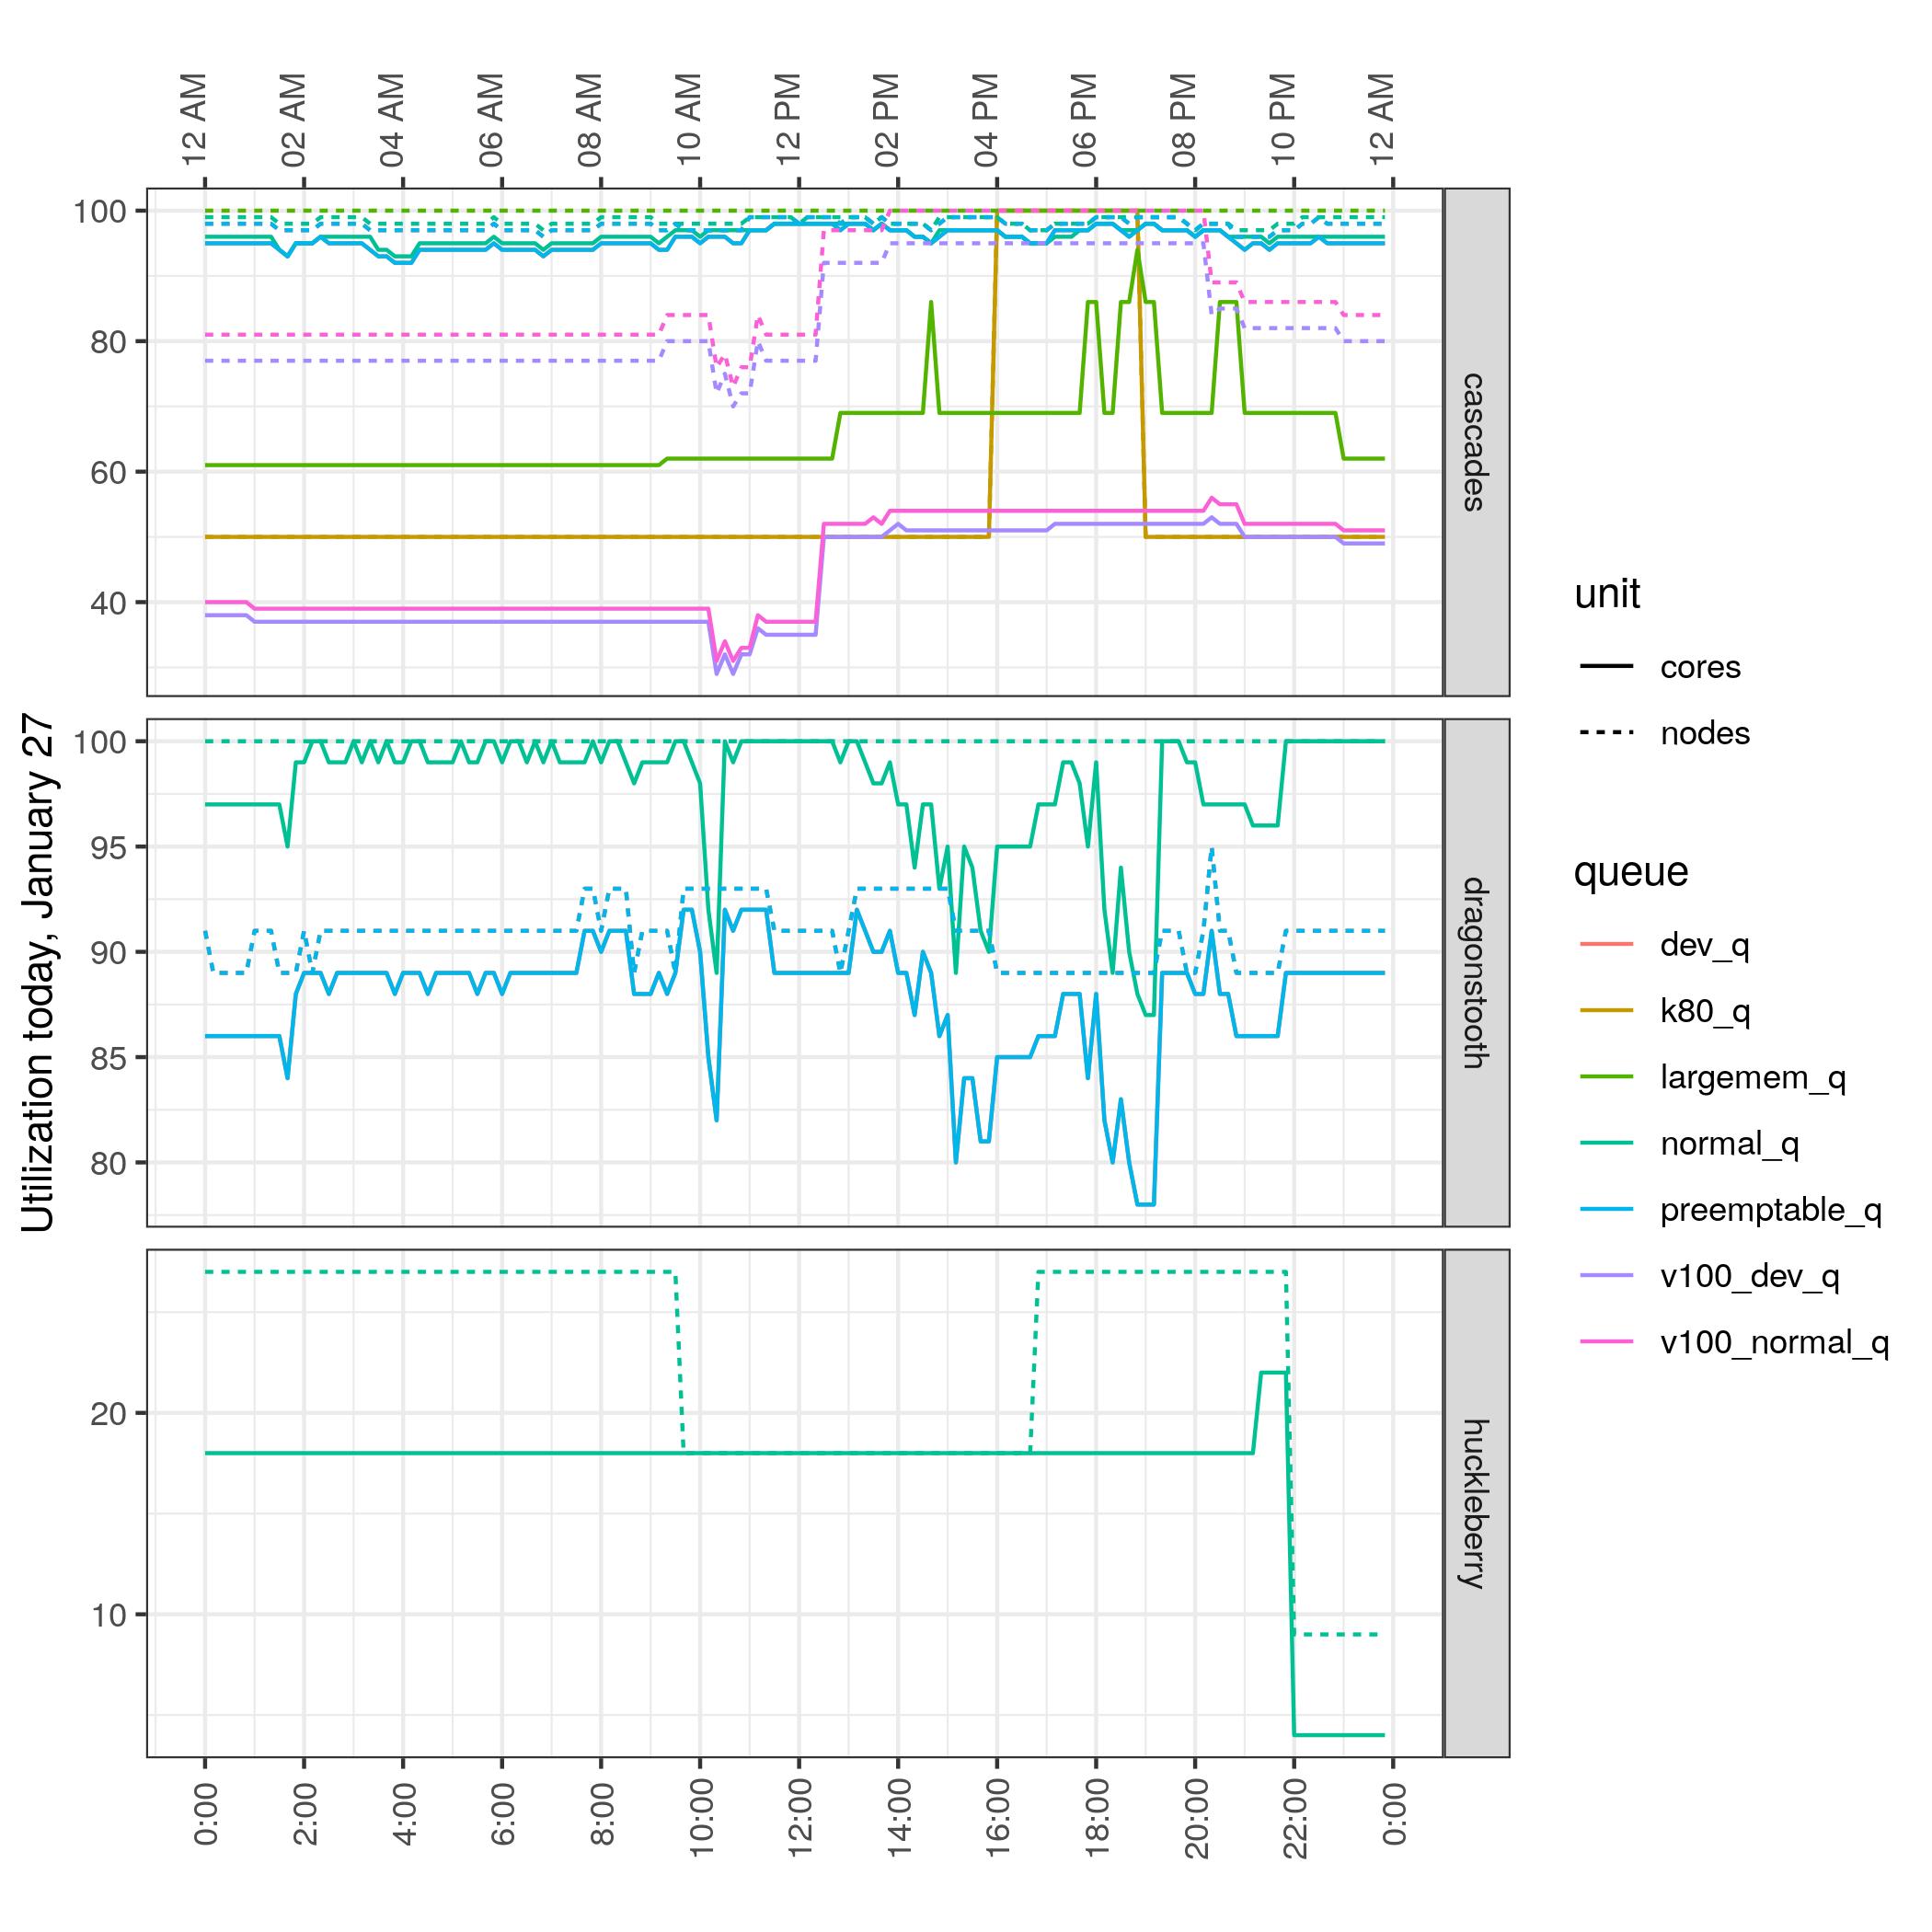 12 AM
02 AM
04 AM
06 AM
08 AM
10 AM
12 PM
02 PM
04 PM
06 PM
08 PM
10 PM
12 AM
Utilization today, January 27
100
80
60
40
cascades
100
95
90
85
80
dragonstooth
20
10
huckleberry
0:00
2:00
4:00
6:00
8:00
10:00
12:00
14:00
16:00
18:00
20:00
22:00
0:00
unit
cores
nodes
queue
dev_q
k80_q
largemem_q
normal_q
preemptable_q
v100_dev_q
v100_normal_q